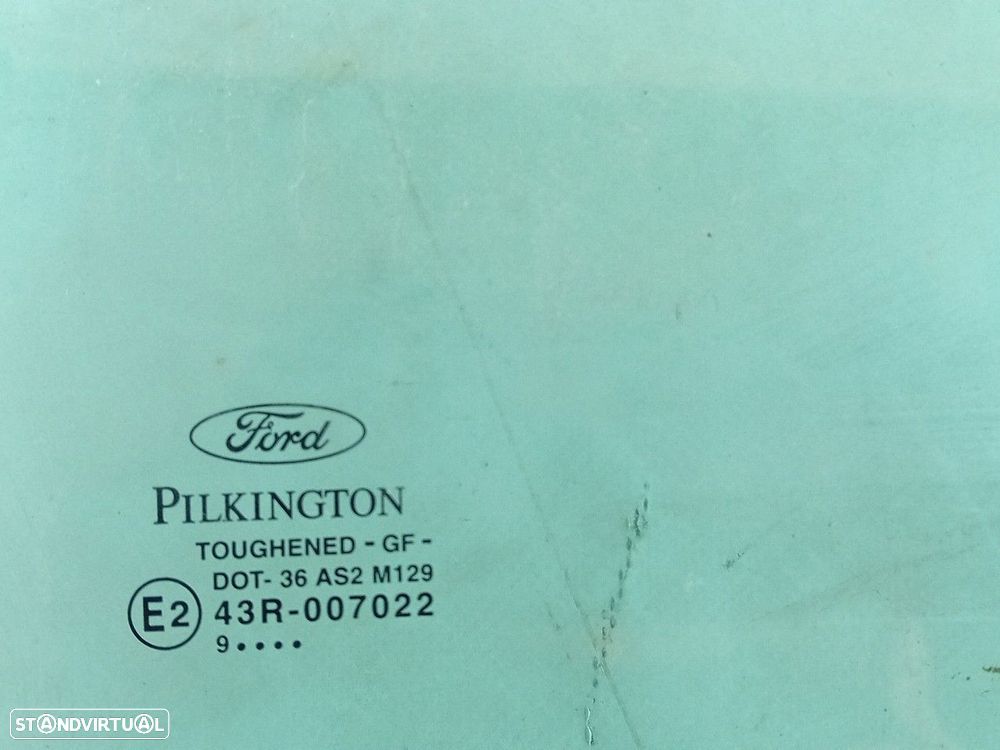 Ford
PILKINGTON
TOUGHENED - GF -
DOT- 36 AS2 M129
E2 43R-007022
9••••
STANDVIRTUAL